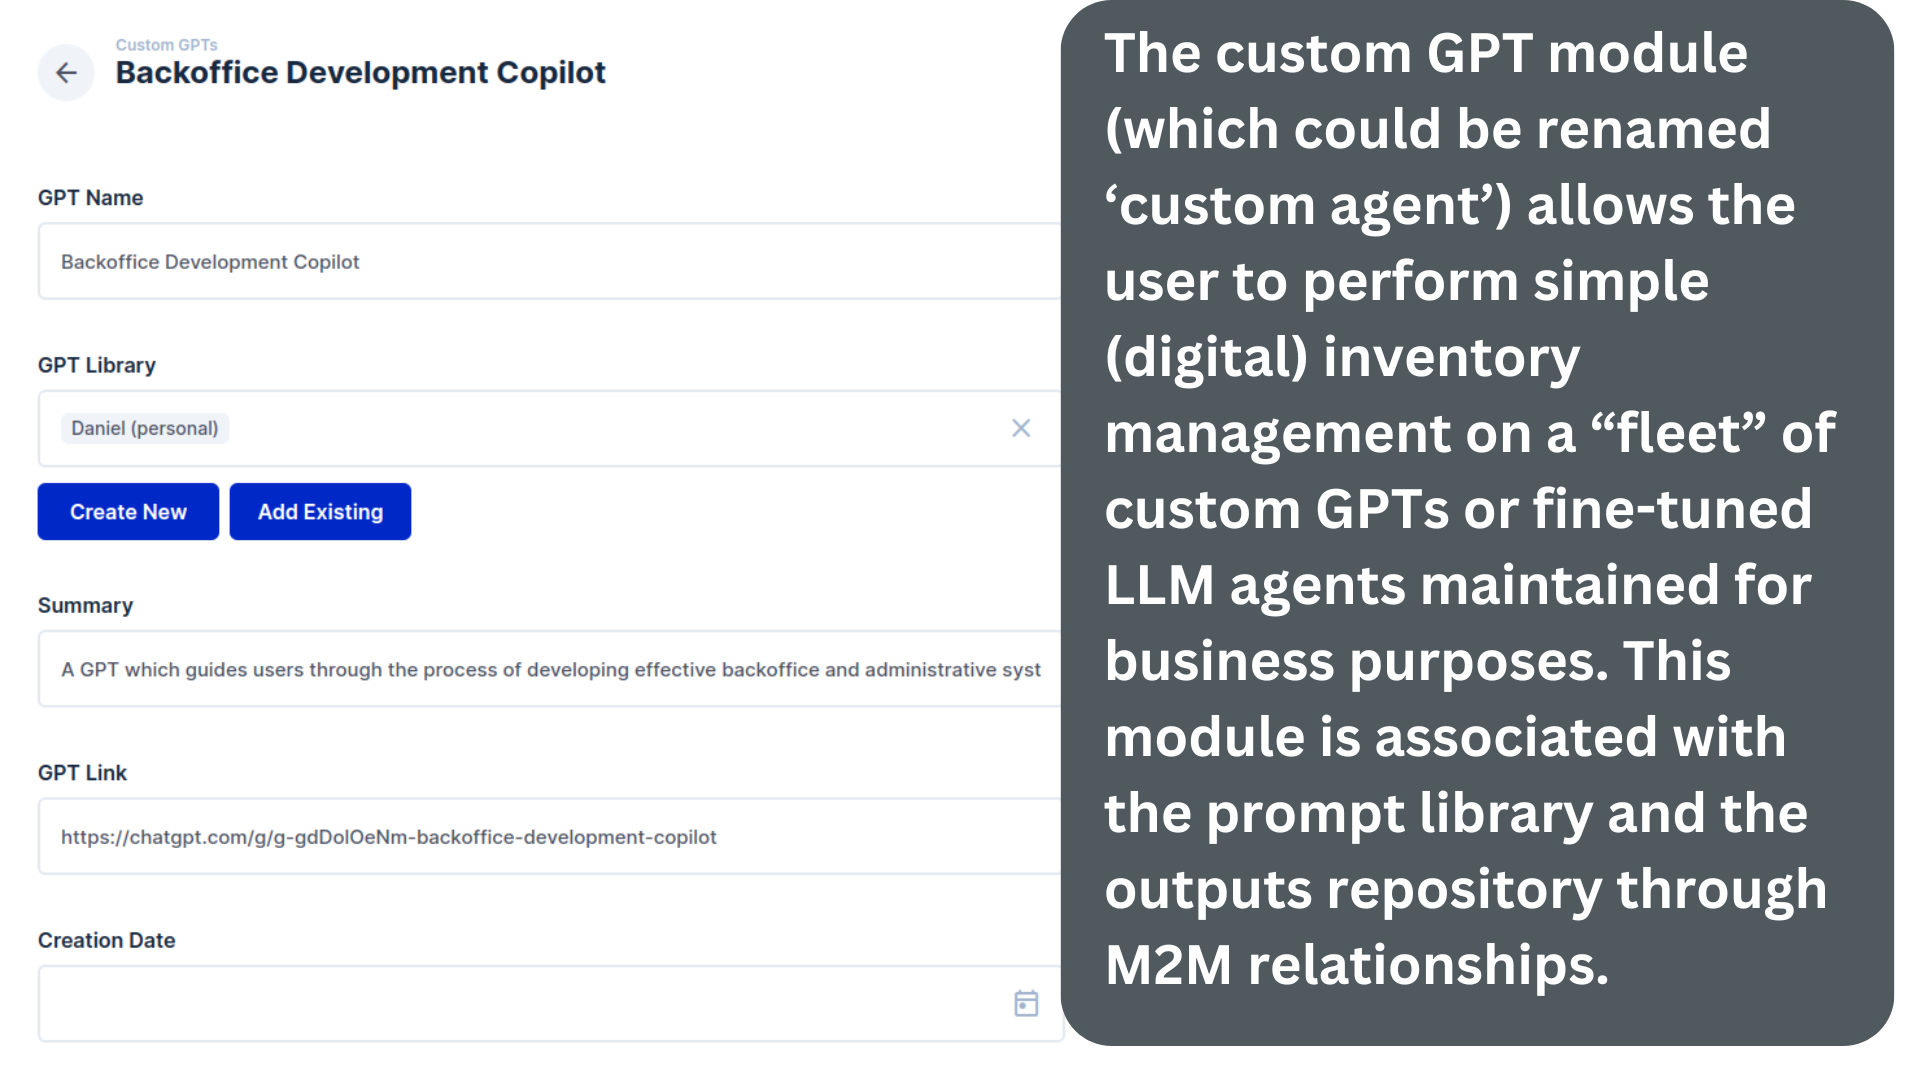 Custom GPTs
Backoffice Development Copilot
GPT Name
Backoffice Development Copilot
GPT Library
Daniel (personal)
Create New
Add Existing
Summary
A GPT which guides users through the process of developing effective backoffice and administrative syst
GPT Link
https://chatgpt.com/g/g-gdDolOeNm-backoffice-development-copilot
Creation Date
The custom GPT module
(which could be renamed
‘custom agent’) allows the
user to perform simple
(digital) inventory
management on a “fleet” of
custom GPTs or fine-tuned
LLM agents maintained for
business purposes. This
module is associated with
the prompt library and the
outputs repository through
M2M relationships.